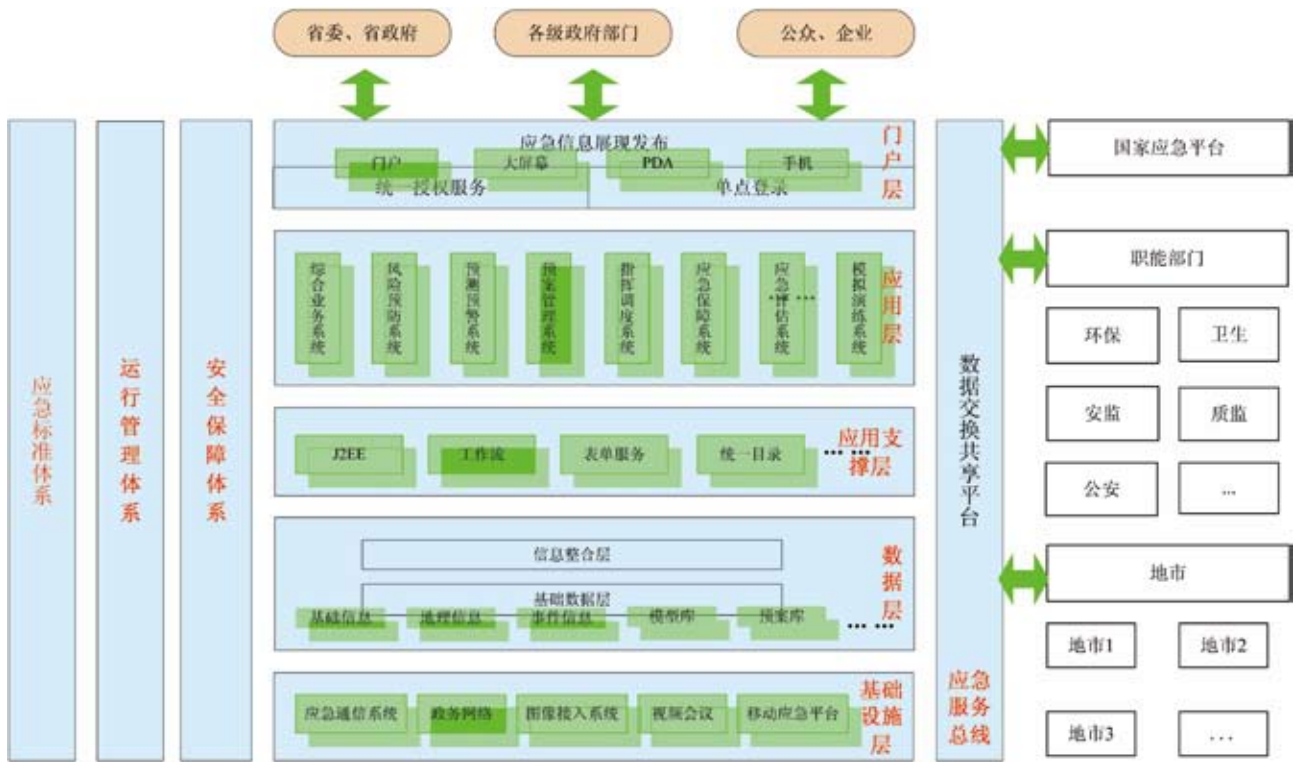 省委、省政府
各级政府部门
公众、企业
应急标准体系
运行管理体系
安全保障体系
应急信息展现发布
门户
大屏幕
PDA
手机
统一授权服务
单点登录
门户层
综合业务系统
风险预防系统
预测预警系统
预案管理系统
指挥调度系统
应急保障系统
应急评估系统
... ...
模拟演练系统
应用层
J2EE
工作流
表单服务
统一目录
... ...
应用支
撑层
信息整合层
基础数据层
基础信息
地理信息
事件信息
模型库
预案库
... ...
数据层
应急通信系统
政务网络
图像接入系统
视频会议
移动应急平台
基础
设施
层
数据交换共享平台
应急
服务
总线
国家应急平台
职能部门
环保
卫生
安监
质监
公安
...
地市
地市1
地市2
地市3
...